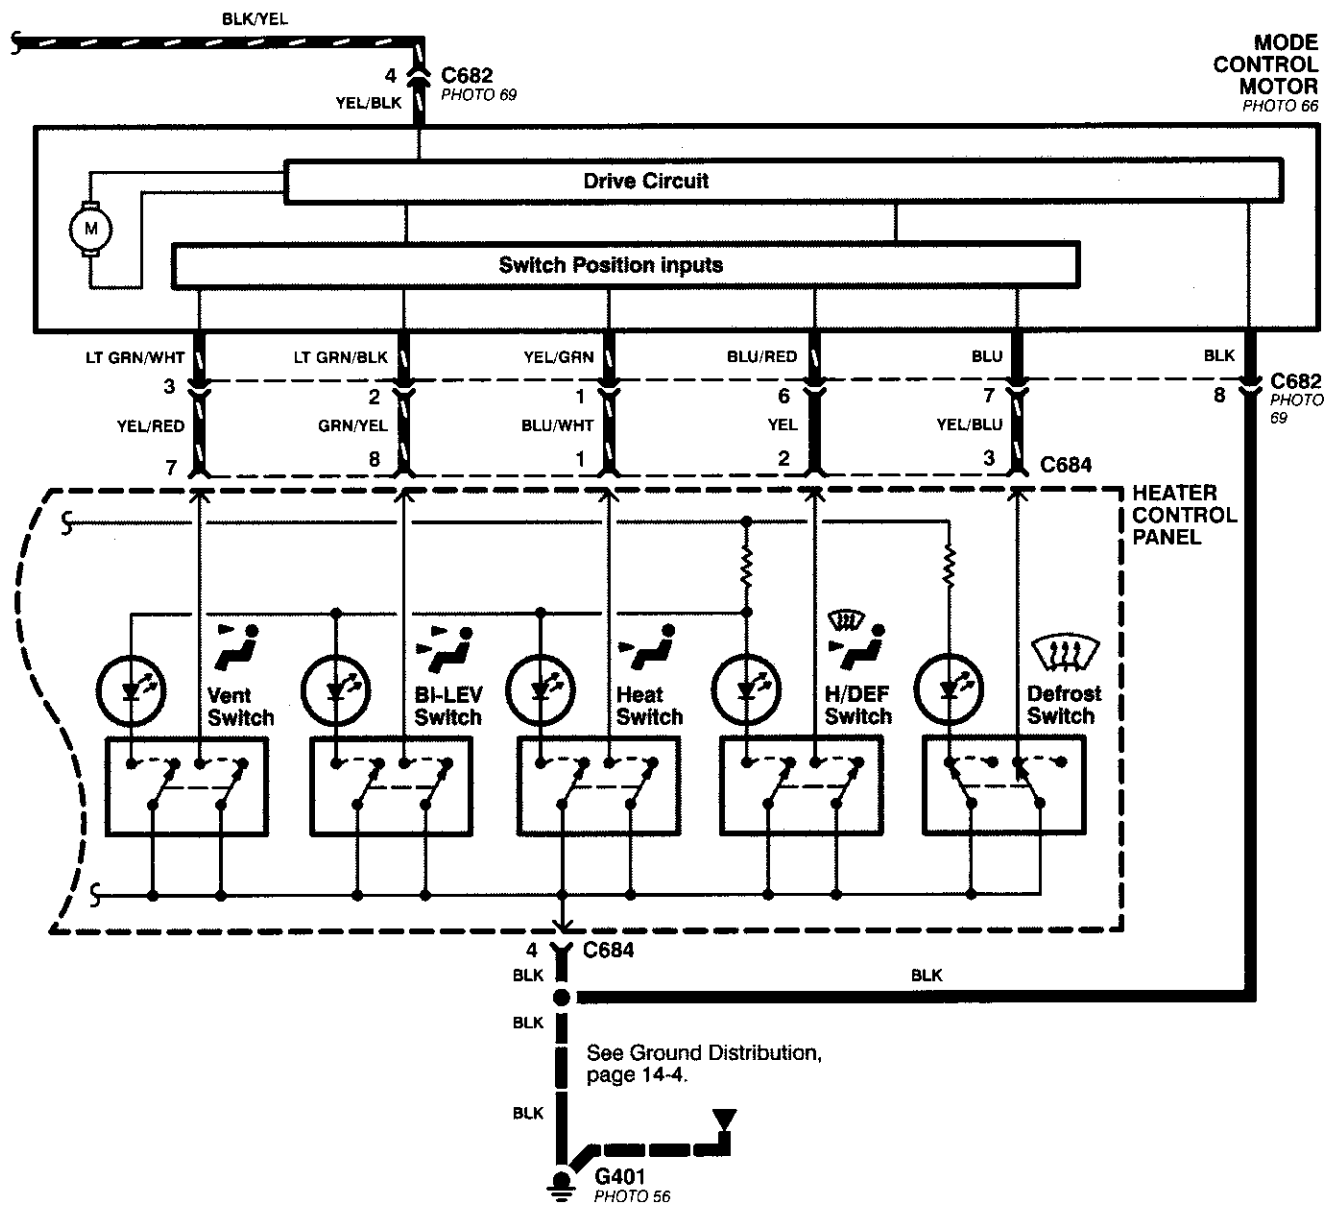 BLK/YEL
4 C682
PHOTO 69
YEL/BLK
MODE
CONTROL
MOTOR
PHOTO 66
Drive Circuit
M
Switch Position inputs
LT GRN/WHT LT GRN/BLK YEL/GRN BLU/RED BLU BLK
3 2 1 6 7 8 C682
PHOTO
69
YEL/RED GRN/YEL BLU/WHT YEL YEL/BLU
7 8 1 2 3 C684
HEATER
CONTROL
PANEL
Vent
Switch
BI-LEV
Switch
Heat
Switch
H/DEF
Switch
Defrost
Switch
4 C684
BLK
BLK
BLK
See Ground Distribution,
page 14-4.
BLK
G401
PHOTO 56